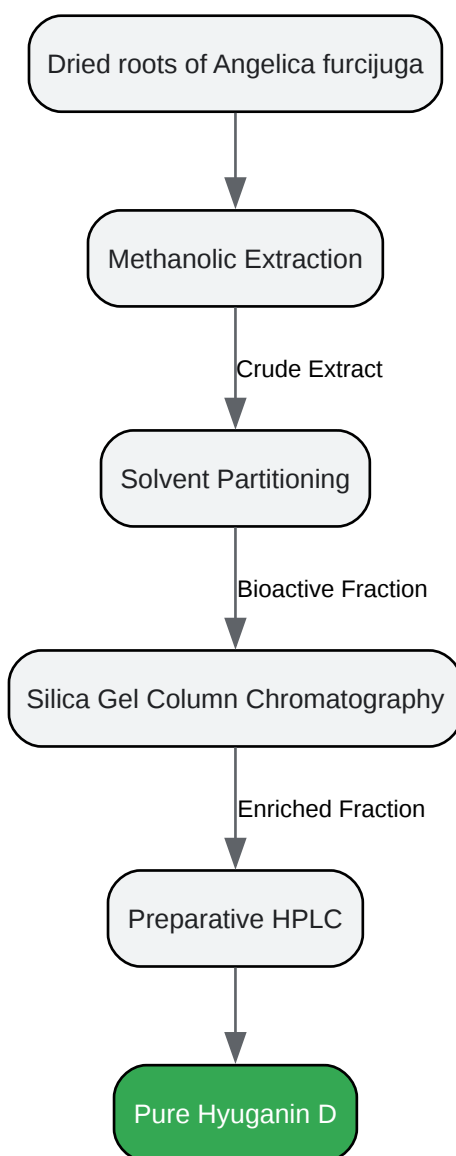 Dried roots of Angelica furcijuga
Methanolic Extraction
Crude Extract
Solvent Partitioning
Bioactive Fraction
Silica Gel Column Chromatography
Enriched Fraction
Preparative HPLC
Pure Hyuganin D